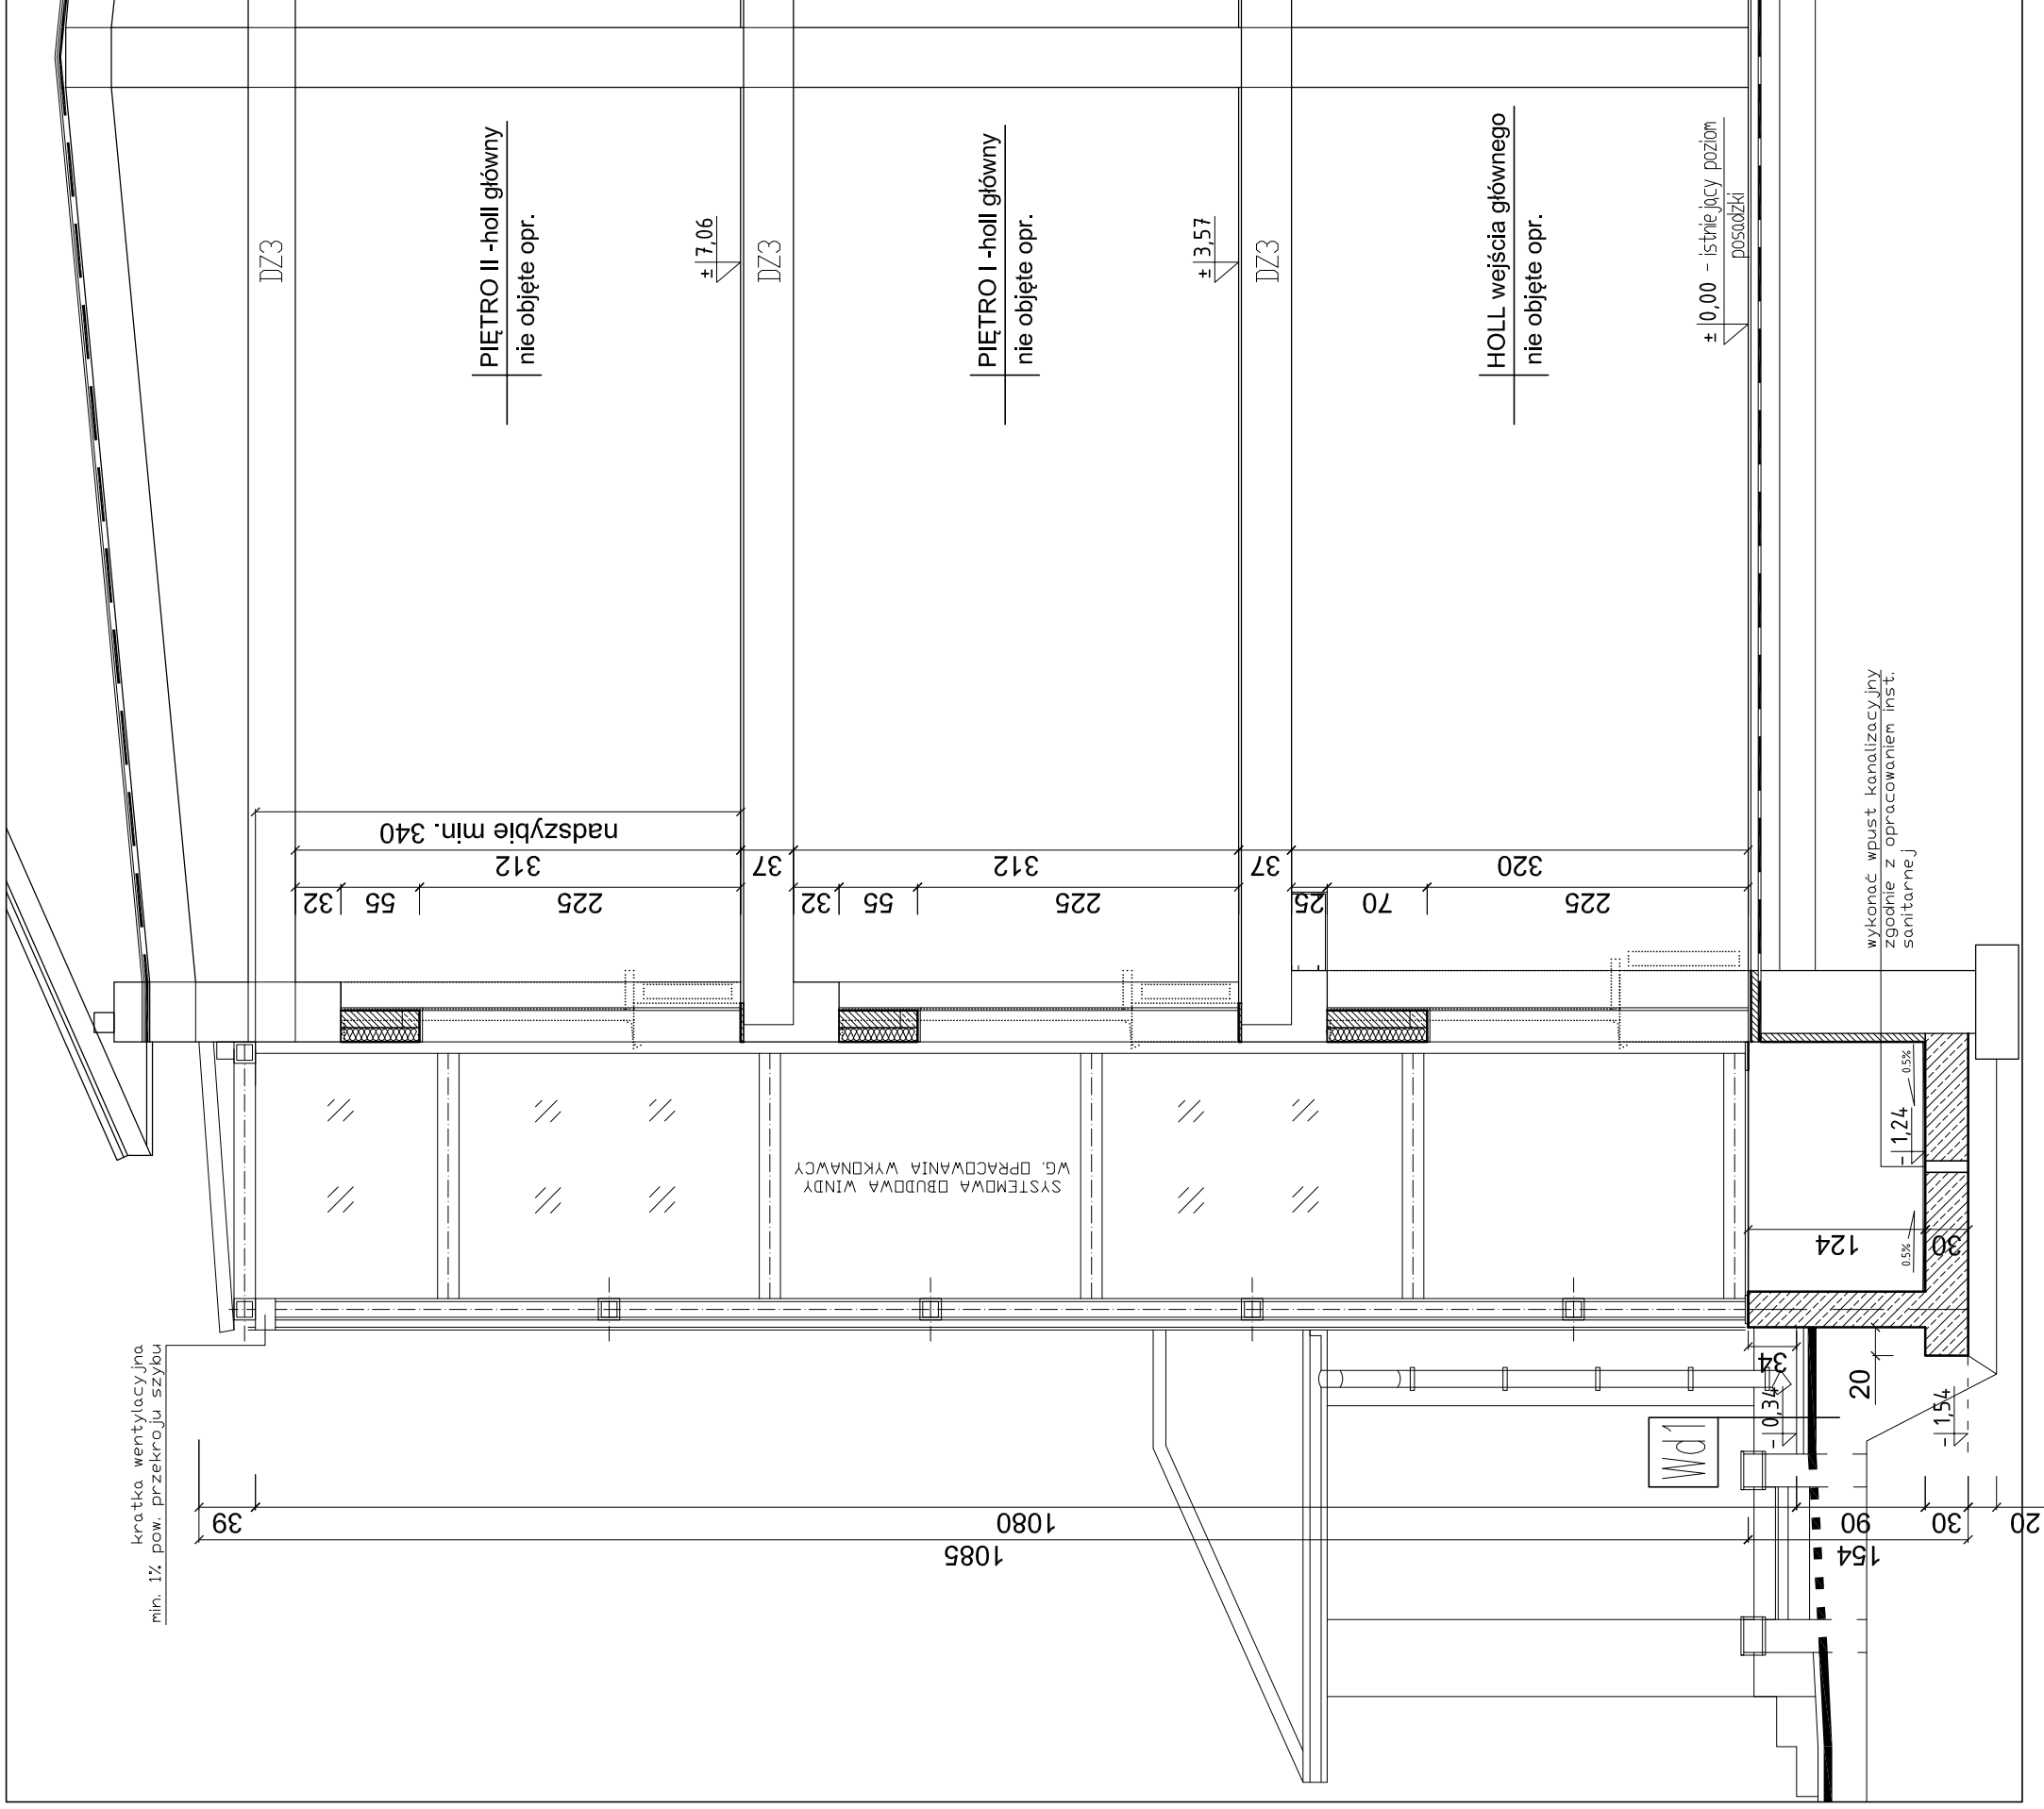 kratka wentylacyjna
min. 1% pow. przekroju szybu
DZ3
PIĘTRO II -holl główny
nie objęte opr.
± 7,06
DZ3
PIĘTRO I -holl główny
nie objęte opr.
± 3,57
DZ3
HOLL wejścia głównego
nie objęte opr.
± 0,00 - istniejący poziom
posadzki
nadszybie min. 340
312
37
312
37
320
32
55
225
32
55
225
25
70
225
wykonać wpust kanalizacyjny
zgodnie z opracowaniem inst.
sanitarnej
SYSTEMOWA OBUDOWA WINDY
WG. OPRACOWANIA WYKONAWCY
0.5%
- 1,24
0.5%
124
30
34
20
- 0,34
- 1,54
Wd1
39
1080
90
30
20
1085
154